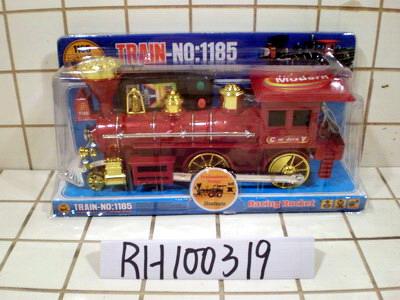 TRAIN-NO:1185
Modern
TRAIN-NO:1185
Racing Rocket
RH100319